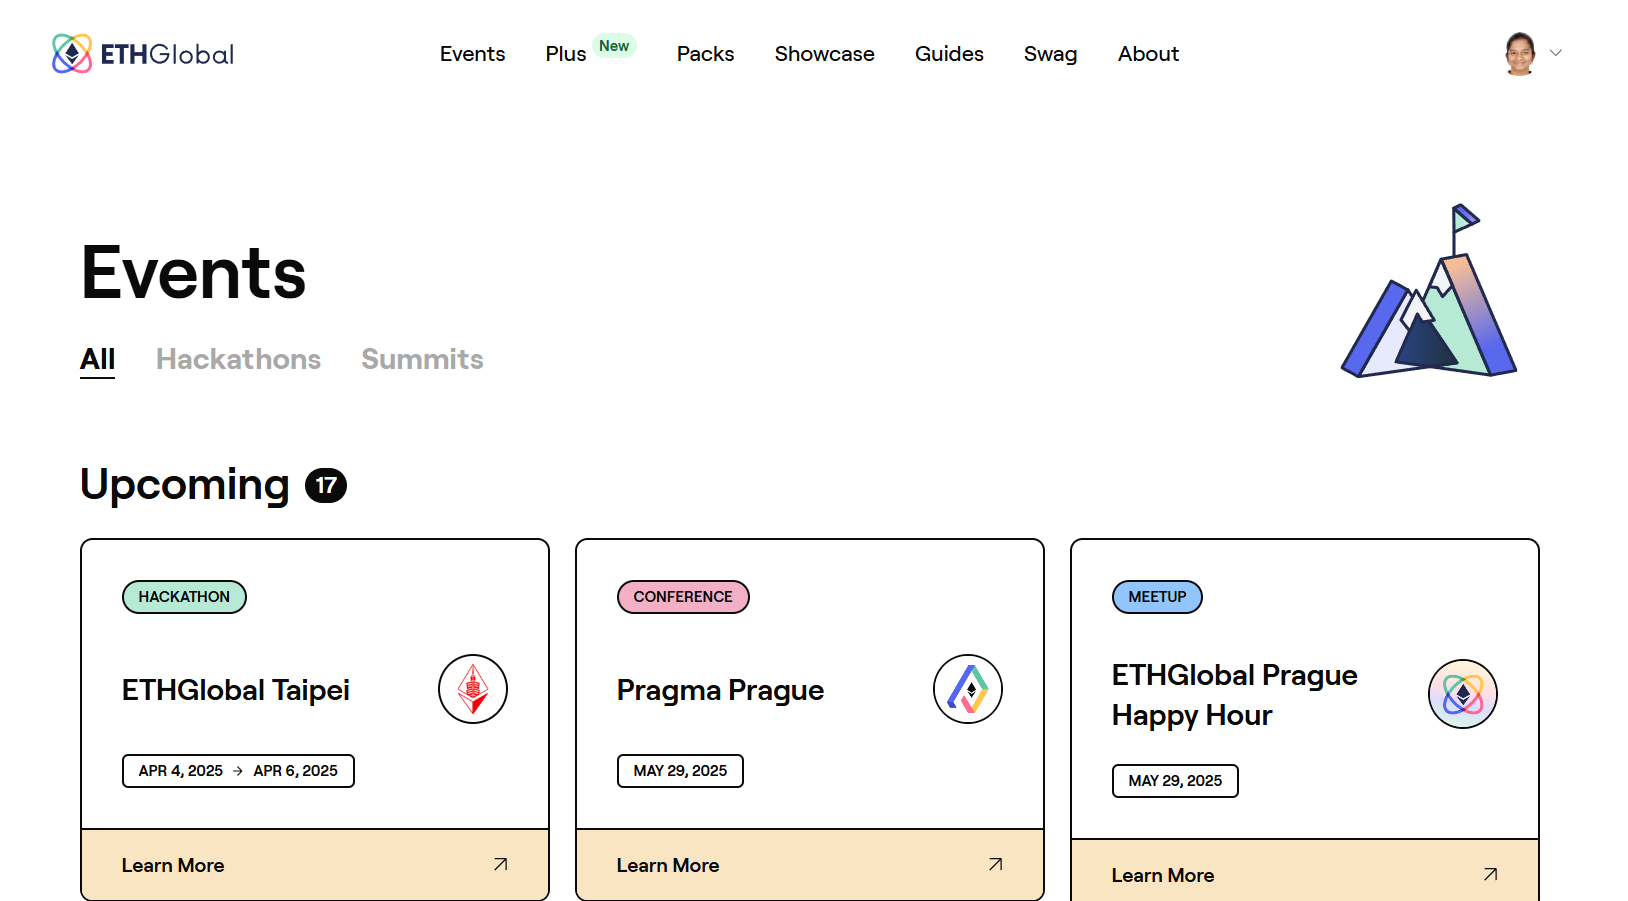 ETHGlobal
Events
Plus
New
Packs
Showcase
Guides
Swag
About
Events
All
Hackathons
Summits
Upcoming
17
HACKATHON
ETHGlobal Taipei
APR 4, 2025 → APR 6, 2025
Learn More
CONFERENCE
Pragma Prague
MAY 29, 2025
Learn More
MEETUP
ETHGlobal Prague
Happy Hour
MAY 29, 2025
Learn More